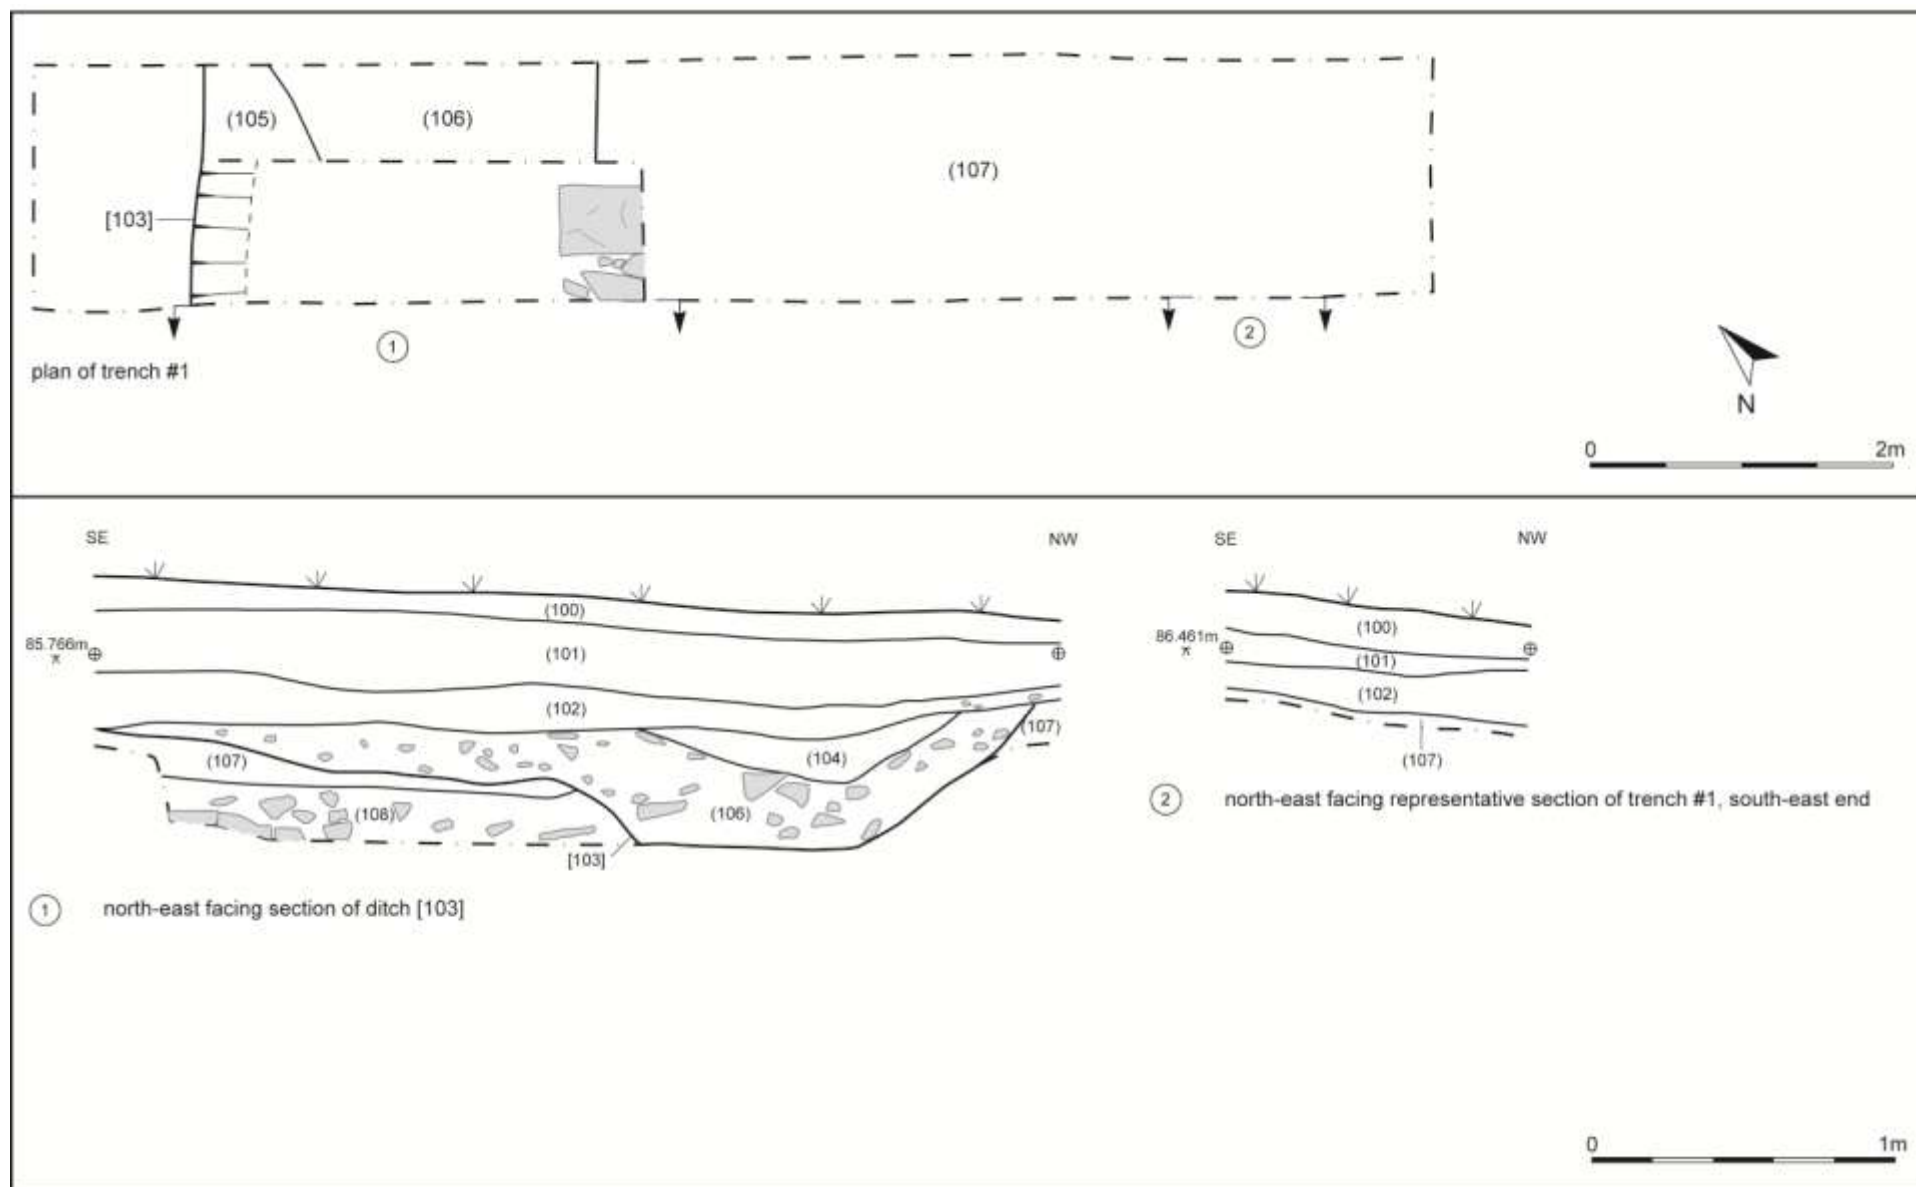 (105)
(106)
(107)
[103]
1
2
plan of trench #1
N
0 2m
SE NW
(100)
(101)
85.766m
(102)
(107)
(104)
(107)
(108)
(106)
[103]
1 north-east facing section of ditch [103]
SE NW
(100)
86.461m
(101)
(102)
(107)
2 north-east facing representative section of trench #1, south-east end
0 1m